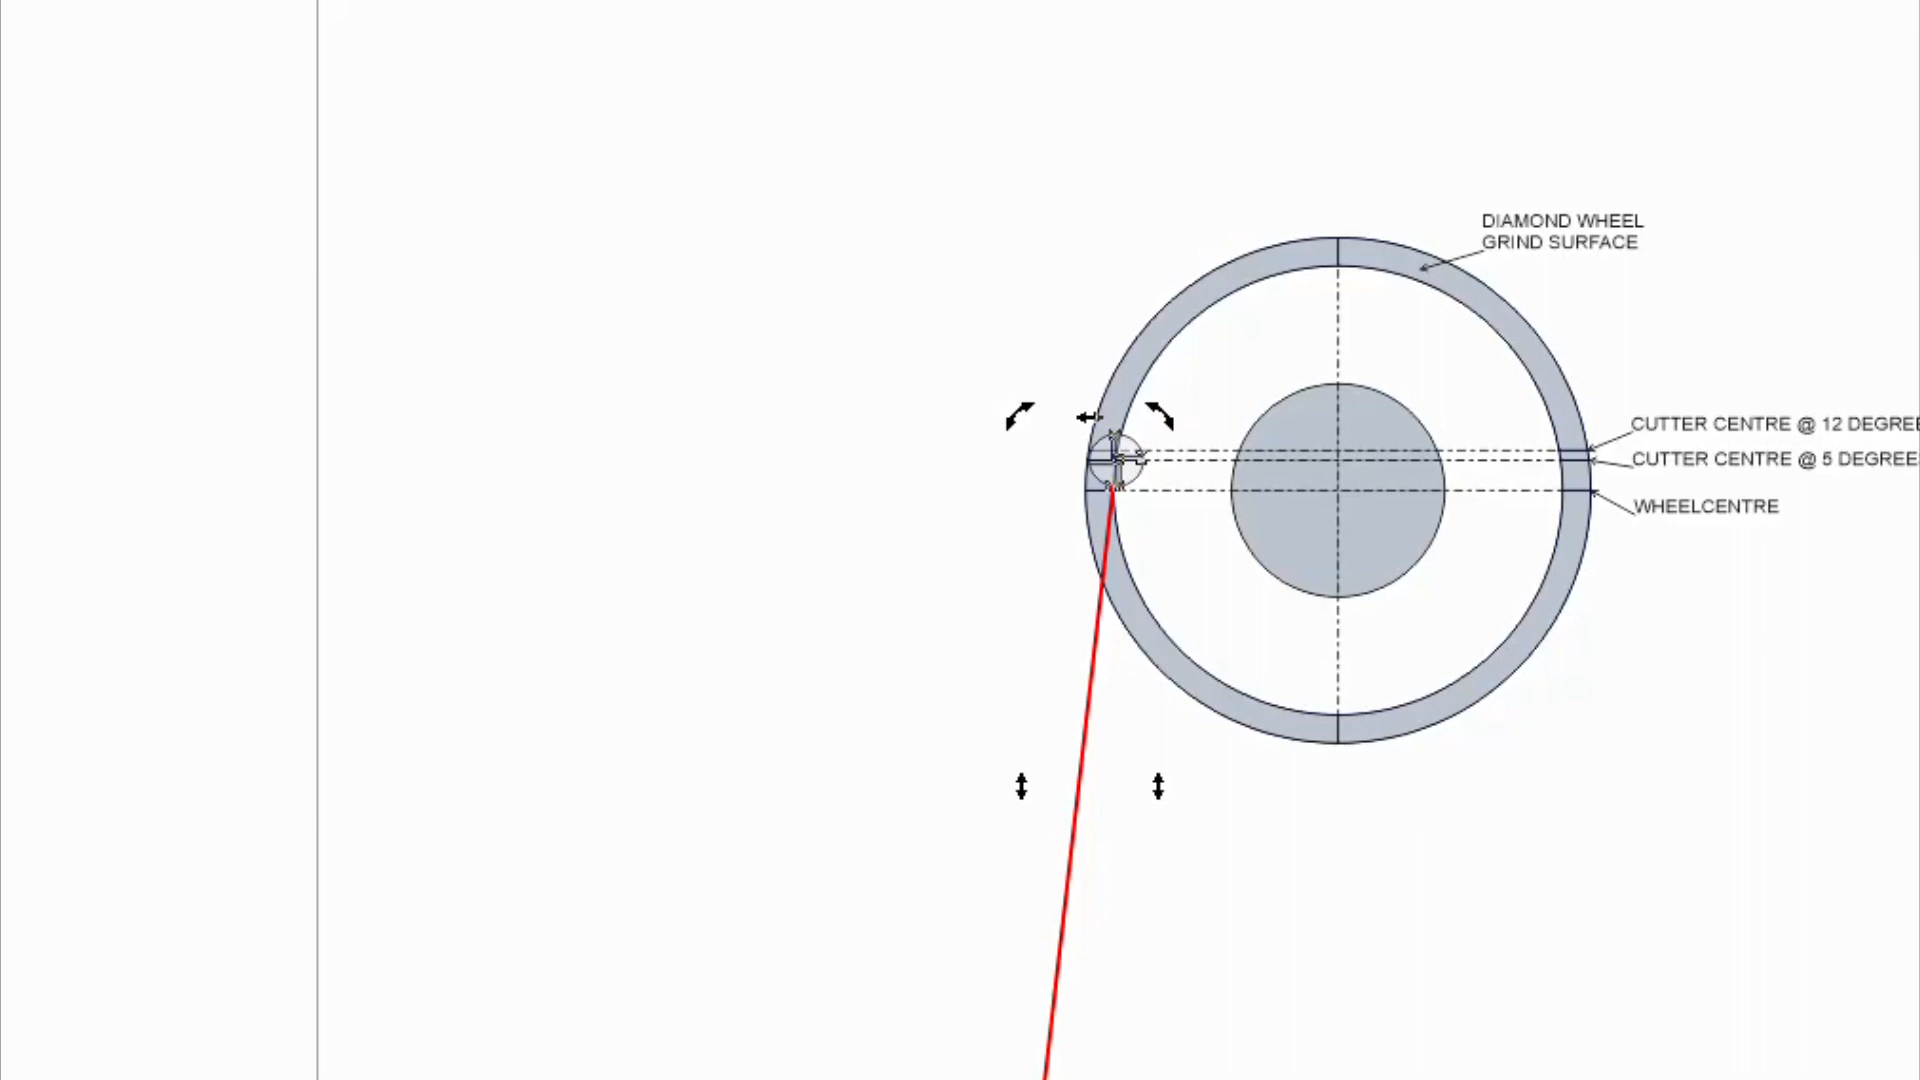 DIAMOND WHEEL
GRIND SURFACE
CUTTER CENTRE @ 12 DEGREE
CUTTER CENTRE @ 5 DEGREE
WHEELCENTRE